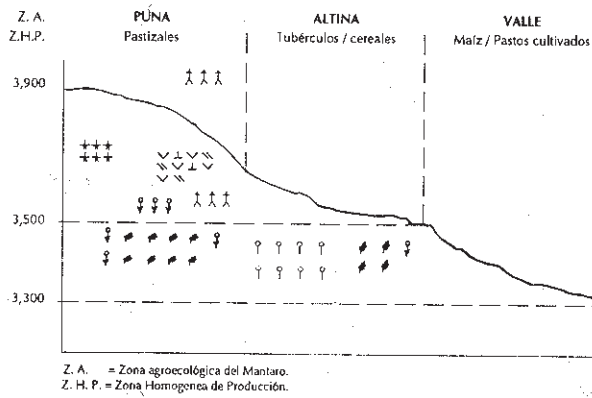 Z. A. PUNA ALTINA VALLE
Z.H.P. Pastizales Tubérculos / cereales Maíz / Pastos cultivados
3,900
3,500
3,300
Z. A. = Zona agroecológica del Mantaro.
Z. H. P. = Zona Homogenea de Producción.